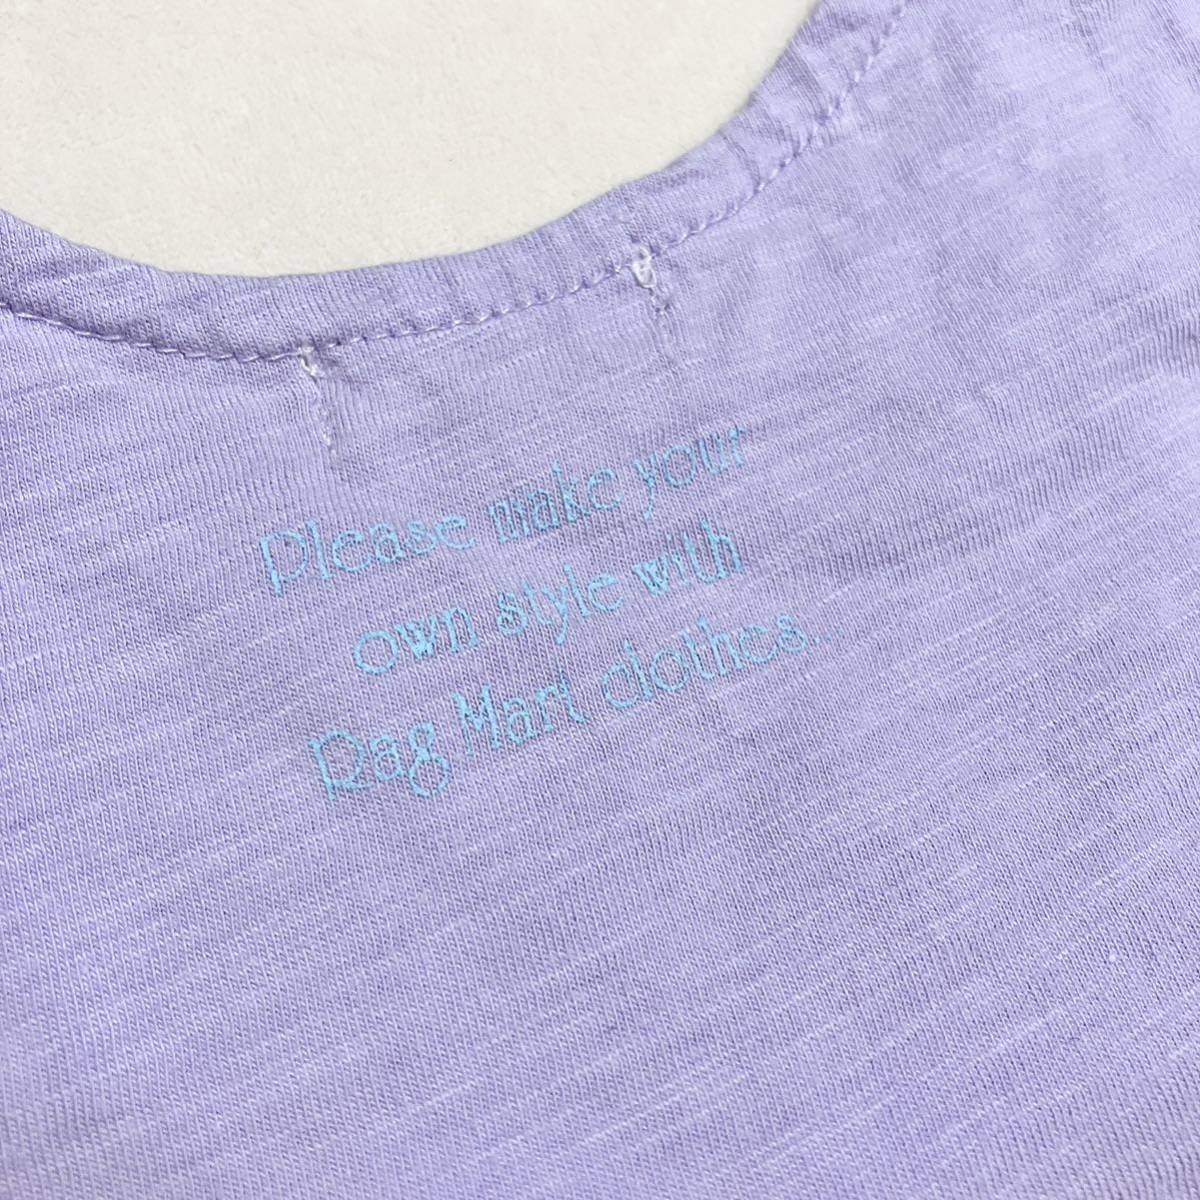 Please make your
own style with
Rag Mart clothes...